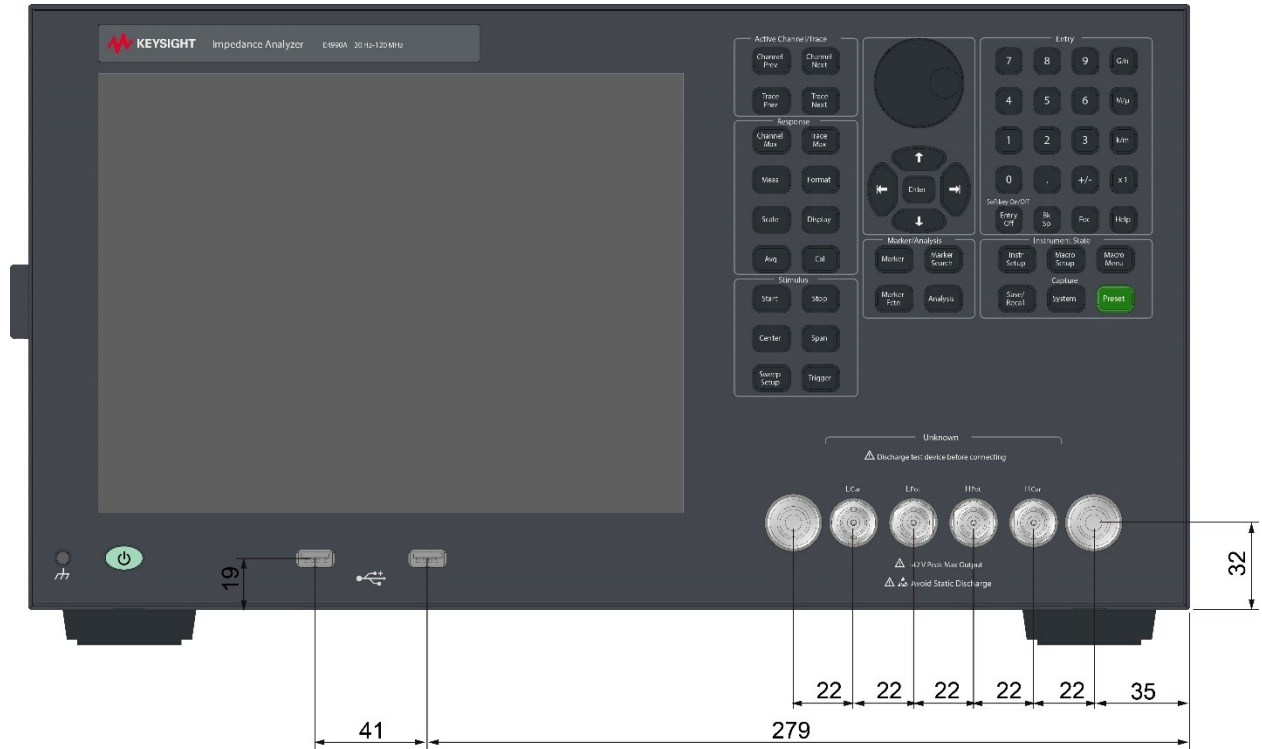 KEYSIGHT Impedance Analyzer E4990A 20 Hz-120 MHz
Active Channel/Trace
Channel Prev
Channel Next
Trace Prev
Trace Next
Response
Channel Max
Trace Max
Meas
Format
Scale
Display
Avg
Cal
Stimulus
Start
Stop
Center
Span
Sweep Setup
Trigger
Enter
Marker/Analysis
Marker
Marker Search
Marker Fctn
Analysis
Entry
7
8
9
G/n
4
5
6
M/μ
1
2
3
k/m
0
.
+/-
x1
Softkey On/Off
Entry Off
Bk Sp
Foc
Help
Instrument State
Instr Setup
Macro Setup
Macro Menu
Capture
Save/ Recall
System
Preset
Unknown
Discharge test device before connecting
LCur
LPot
HPot
HCur
42V Peak Max Output
Avoid Static Discharge
19
32
22
22
22
22
22
35
41
279